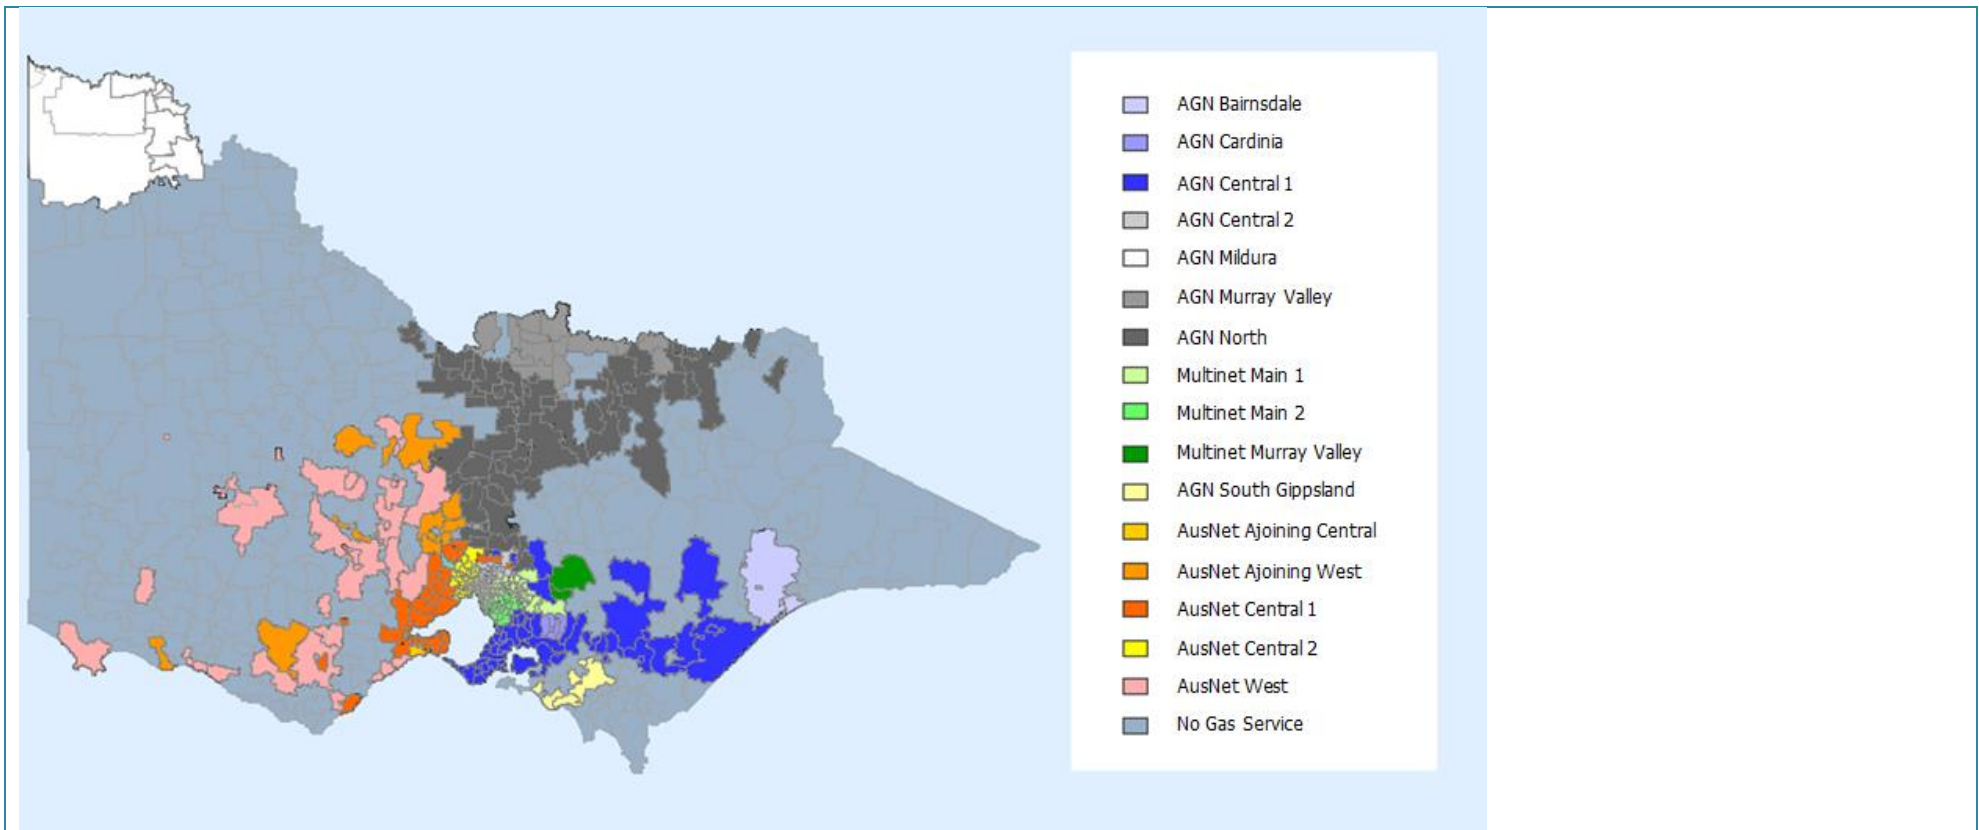 AGN Bairnsdale
AGN Cardinia
AGN Central 1
AGN Central 2
AGN Mildura
AGN Murray Valley
AGN North
Multinet Main 1
Multinet Main 2
Multinet Murray Valley
AGN South Gippsland
AusNet Ajoining Central
AusNet Ajoining West
AusNet Central 1
AusNet Central 2
AusNet West
No Gas Service